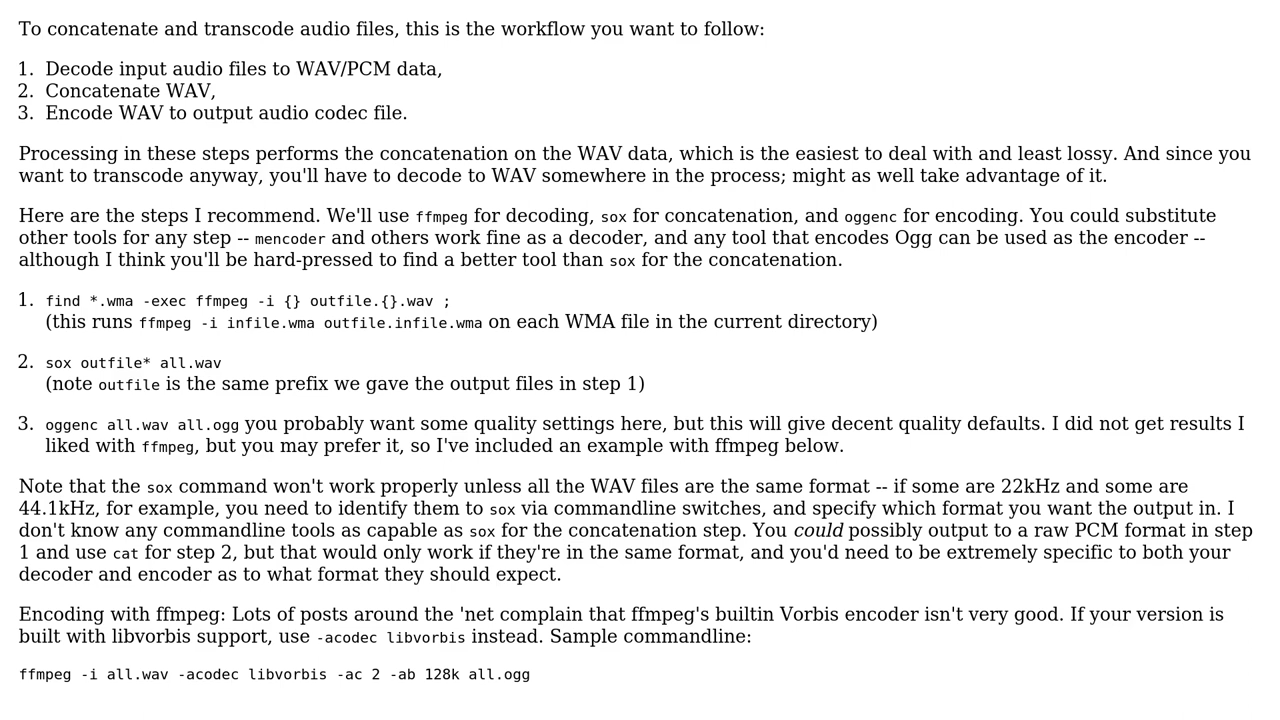 To concatenate and transcode audio files, this is the workflow you want to follow:
1. Decode input audio files to WAV/PCM data,
2. Concatenate WAV,
3. Encode WAV to output audio codec file.
Processing in these steps performs the concatenation on the WAV data, which is the easiest to deal with and least lossy. And since you
want to transcode anyway, you'll have to decode to WAV somewhere in the process; might as well take advantage of it.
Here are the steps I recommend. We'll use ffmpeg for decoding, sox for concatenation, and oggenc for encoding. You could substitute
other tools for any step -- mencoder and others work fine as a decoder, and any tool that encodes Ogg can be used as the encoder --
although I think you'll be hard-pressed to find a better tool than sox for the concatenation.
1. find *.wma -exec ffmpeg -i {} outfile.{}.wav ;
(this runs ffmpeg -i infile.wma outfile.infile.wma on each WMA file in the current directory)
2. sox outfile* all.wav
(note outfile is the same prefix we gave the output files in step 1)
3. oggenc all.wav all.ogg you probably want some quality settings here, but this will give decent quality defaults. I did not get results I
liked with ffmpeg, but you may prefer it, so I've included an example with ffmpeg below.
Note that the sox command won't work properly unless all the WAV files are the same format -- if some are 22kHz and some are
44.1kHz, for example, you need to identify them to sox via commandline switches, and specify which format you want the output in. I
don't know any commandline tools as capable as sox for the concatenation step. You could possibly output to a raw PCM format in step
1 and use cat for step 2, but that would only work if they're in the same format, and you'd need to be extremely specific to both your
decoder and encoder as to what format they should expect.
Encoding with ffmpeg: Lots of posts around the 'net complain that ffmpeg's builtin Vorbis encoder isn't very good. If your version is
built with libvorbis support, use -acodec libvorbis instead. Sample commandline:
ffmpeg -i all.wav -acodec libvorbis -ac 2 -ab 128k all.ogg